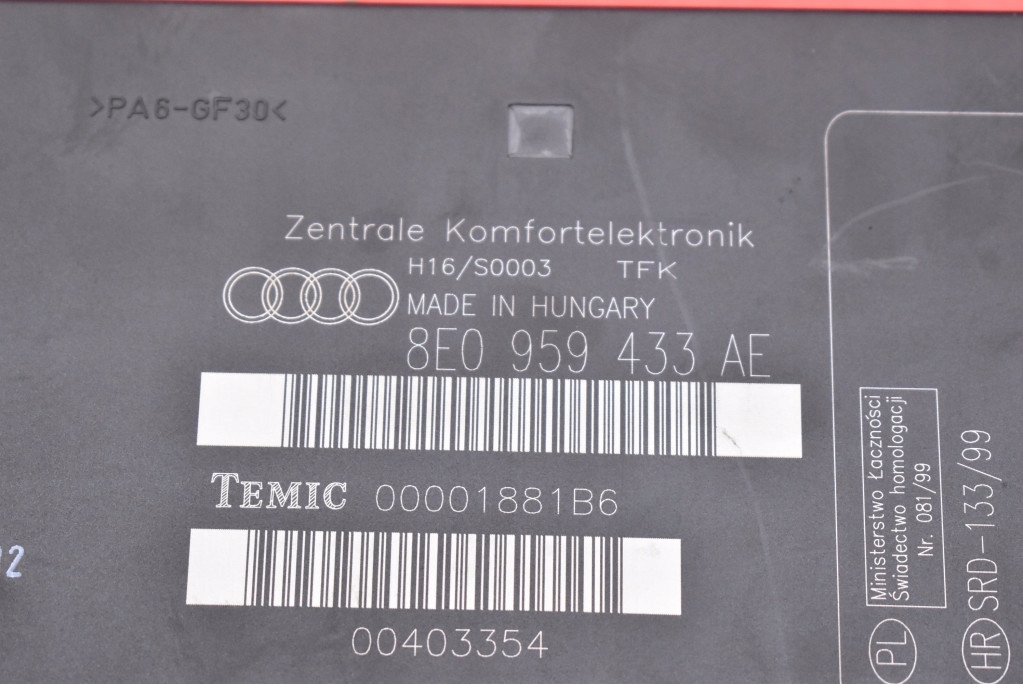 >PA6-GF30<
Zentrale Komfortelektronik
H16/S0003 TFK
MADE IN HUNGARY
8E0 959 433 AE
TEMIC 00001881B6
00403354
Ministerstwo Łaczności
Świadectwo homologacji
Nr. 081/99
PL
HR SRD-133/99